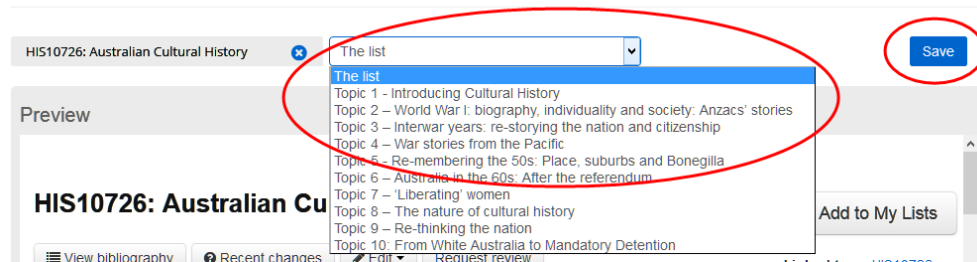 HIS10726: Australian Cultural History
The list
Save
The list
Topic 1 - Introducing Cultural History
Topic 2 – World War I: biography, individuality and society: Anzacs' stories
Topic 3 – Interwar years: re-storying the nation and citizenship
Topic 4 – War stories from the Pacific
Topic 5 - Re-membering the 50s: Place, suburbs and Bonegilla
Topic 6 – Australia in the 60s: After the referendum
Topic 7 – 'Liberating' women
Topic 8 – The nature of cultural history
Topic 9 – Re-thinking the nation
Topic 10: From White Australia to Mandatory Detention
Preview
HIS10726: Australian Cu
Add to My Lists
View bibliography
Recent changes
Edit
Request review